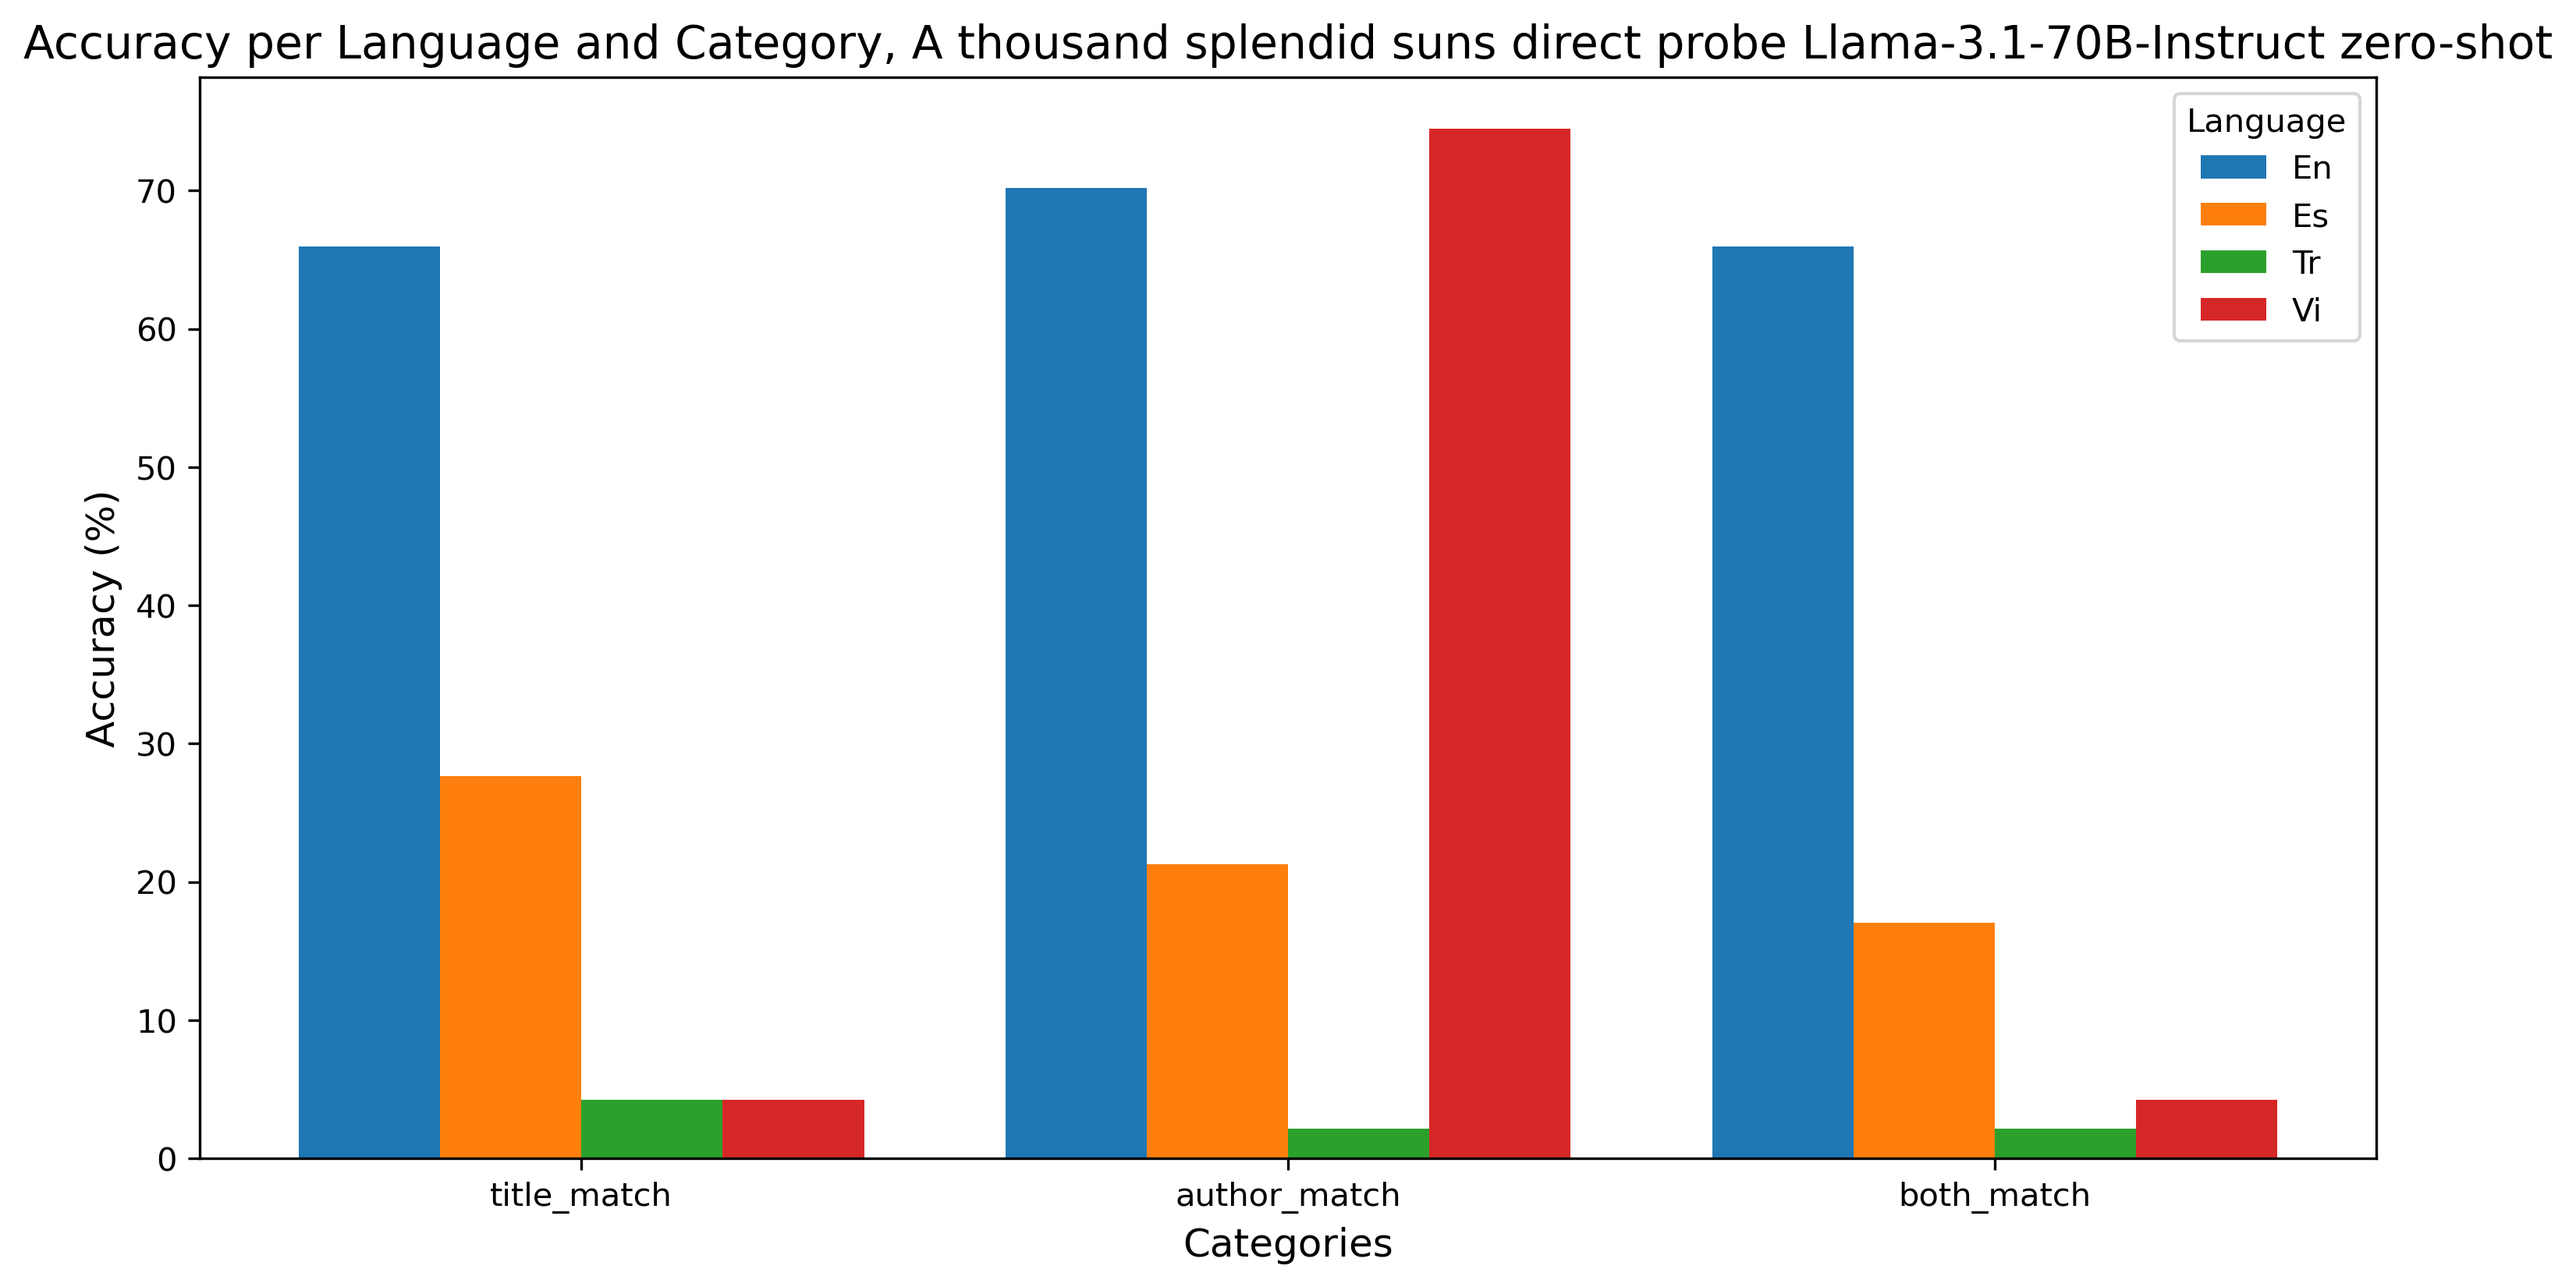 Accuracy per Language and Category, A thousand splendid suns direct probe Llama-3.1-70B-Instruct zero-shot
Language
En
Es
Tr
Vi
Accuracy (%)
70
60
50
40
30
20
10
0
title_match
author_match
both_match
Categories